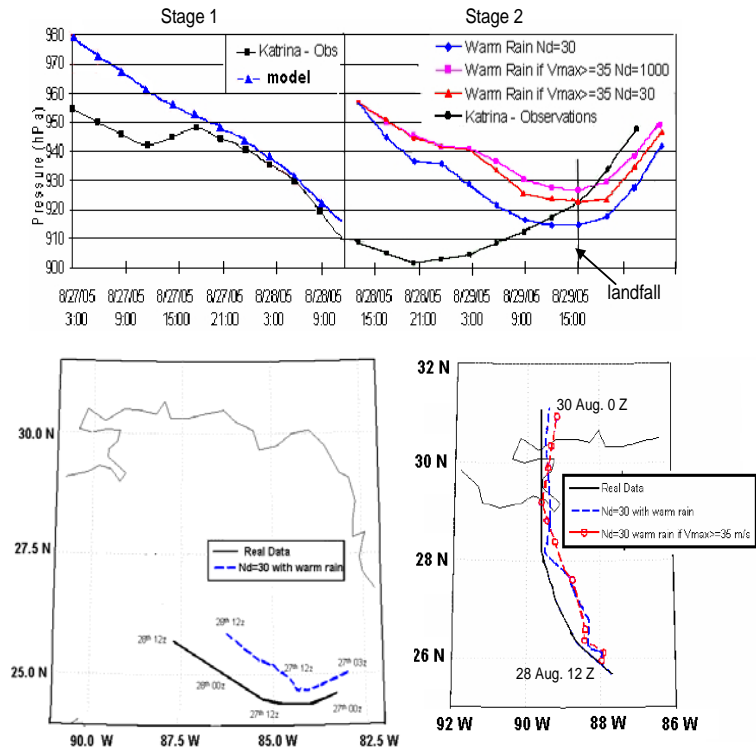 Stage 1
Stage 2
980
970
960
950
940
930
920
910
900
Pressure (hPa)
Katrina - Obs
model
Warm Rain Nd=30
Warm Rain if Vmax>=35 Nd=1000
Warm Rain if Vmax>=35 Nd=30
Katrina - Observations
8/27/05 8/27/05 8/27/05 8/27/05 8/28/05 8/28/05 8/28/05 8/28/05 8/29/05 8/29/05 8/29/05
3:00 9:00 15:00 21:00 3:00 9:00 15:00 21:00 3:00 9:00 15:00
landfall
30.0 N
27.5 N
25.0 N
90.0 W 87.5 W 85.0 W 82.5 W
Real Data
Nd=30 with warm rain
28th 12z
28th 12z
28th 00z
27th 12z
27th 03z
27th 12z
27th 00z
32 N
30 N
28 N
26 N
92 W 90 W 88 W 86 W
30 Aug. 0 Z
Real Data
Nd=30 with warm rain
Nd=30 warm rain if Vmax>=35 m/s
28 Aug. 12 Z